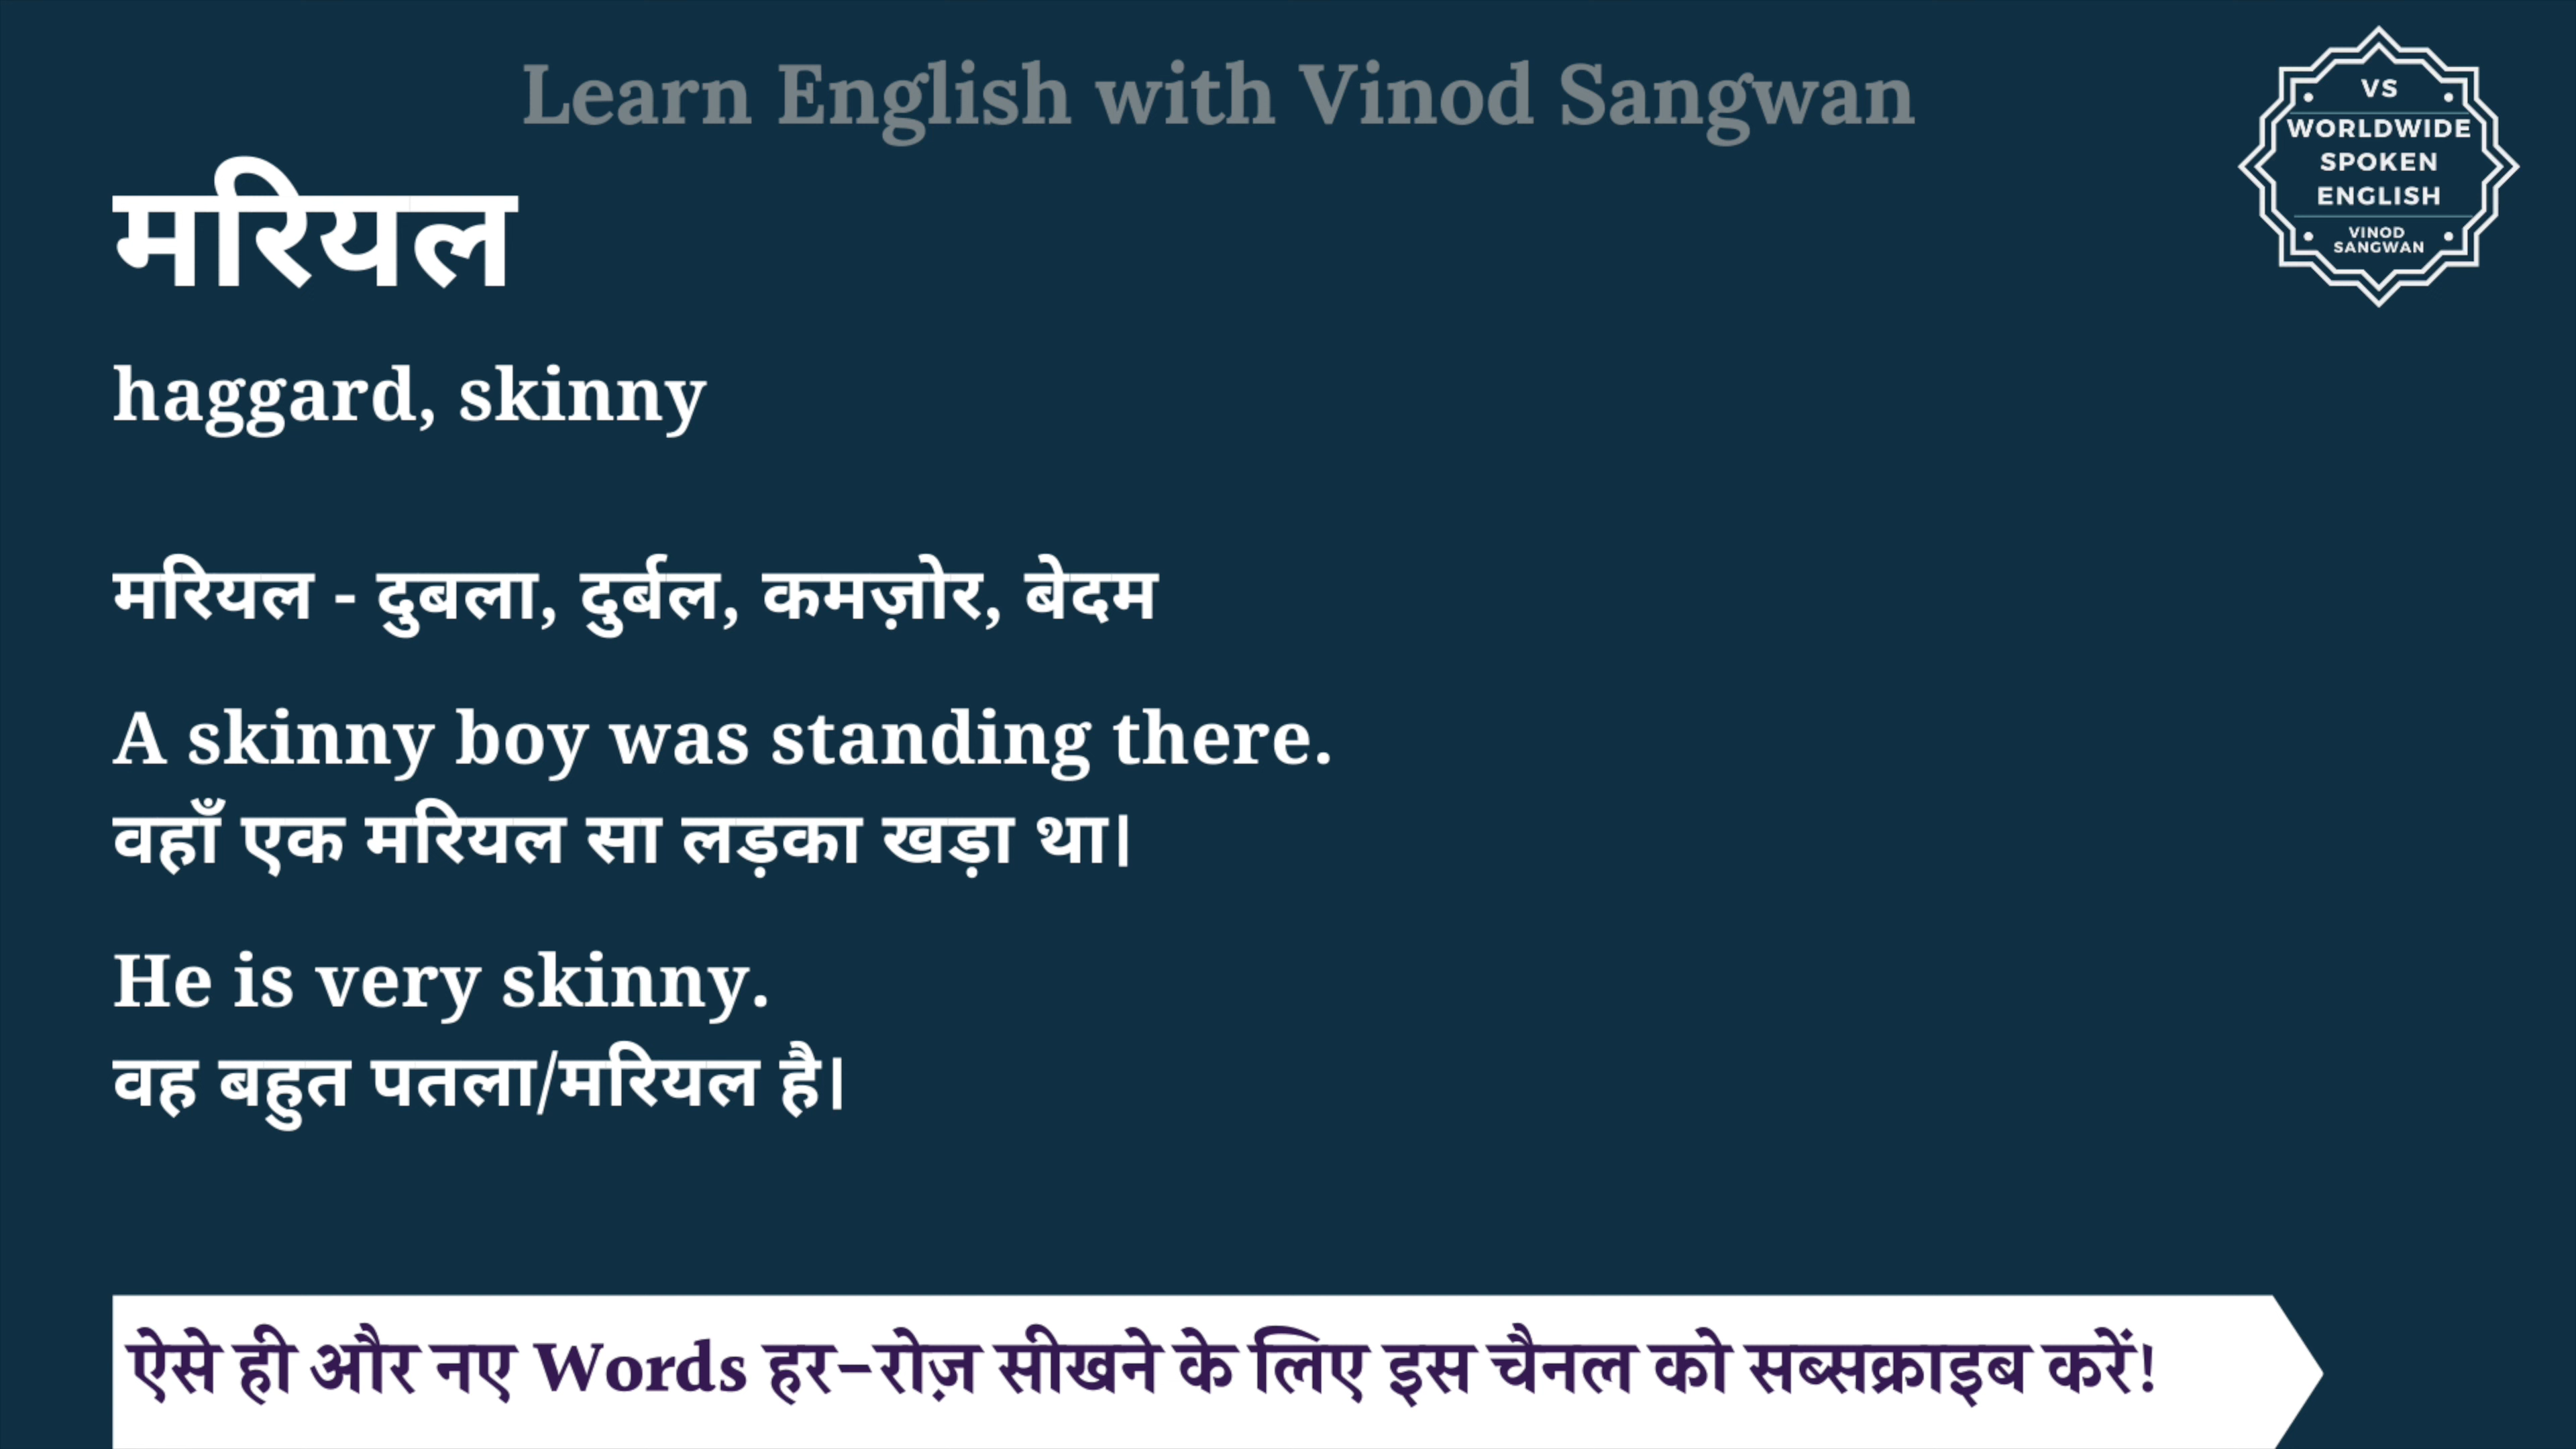 Learn English with Vinod Sangwan
VS
WORLDWIDE
SPOKEN
ENGLISH
VINOD
SANGWAN
मरियल
haggard, skinny
मरियल - दुबला, दुर्बल, कमज़ोर, बेदम
A skinny boy was standing there.
वहाँ एक मरियल सा लड़का खड़ा था।
He is very skinny.
वह बहुत पतला/मरियल है।
ऐसे ही और नए Words हर–रोज़ सीखने के लिए इस चैनल को सब्सक्राइब करें!